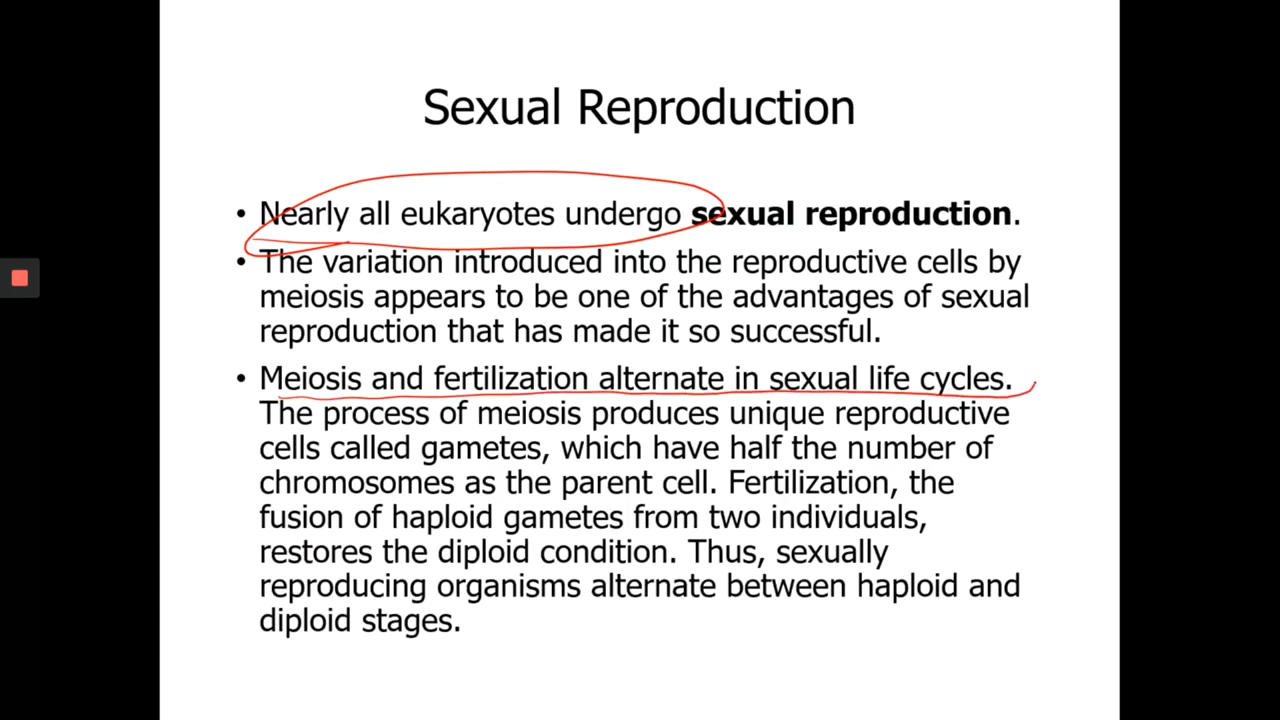 Sexual Reproduction
• Nearly all eukaryotes undergo sexual reproduction.
• The variation introduced into the reproductive cells by
meiosis appears to be one of the advantages of sexual
reproduction that has made it so successful.
• Meiosis and fertilization alternate in sexual life cycles.
The process of meiosis produces unique reproductive
cells called gametes, which have half the number of
chromosomes as the parent cell. Fertilization, the
fusion of haploid gametes from two individuals,
restores the diploid condition. Thus, sexually
reproducing organisms alternate between haploid and
diploid stages.